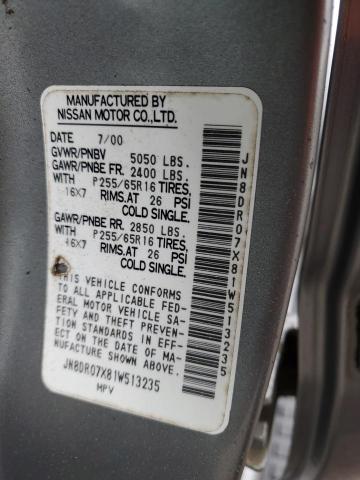 MANUFACTURED BY
NISSAN MOTOR CO.,LTD.
DATE 7/00
GVWR/PNBV 5050 LBS.
GAWR/PNBE FR. 2400 LBS.
WITH P255/65R16 TIRES,
16X7 RIMS.AT 26 PSI
COLD SINGLE.
GAWR/PNBE RR. 2850 LBS.
WITH P255/65R16 TIRES,
16X7 RIMS.AT 26 PSI
COLD SINGLE.
THIS VEHICLE CONFORMS
TO ALL APPLICABLE FED-
ERAL MOTOR VEHICLE SA-
FETY AND THEFT PREVEN-
TION STANDARDS IN EFF-
ECT ON THE DATE OF MA-
NUFACTURE SHOWN ABOVE.
JN8DR07X81W513235
MPV
JN8DR07X81W513235